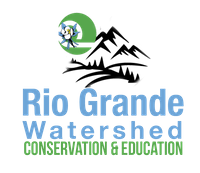 Rio Grande
Watershed
CONSERVATION & EDUCATION